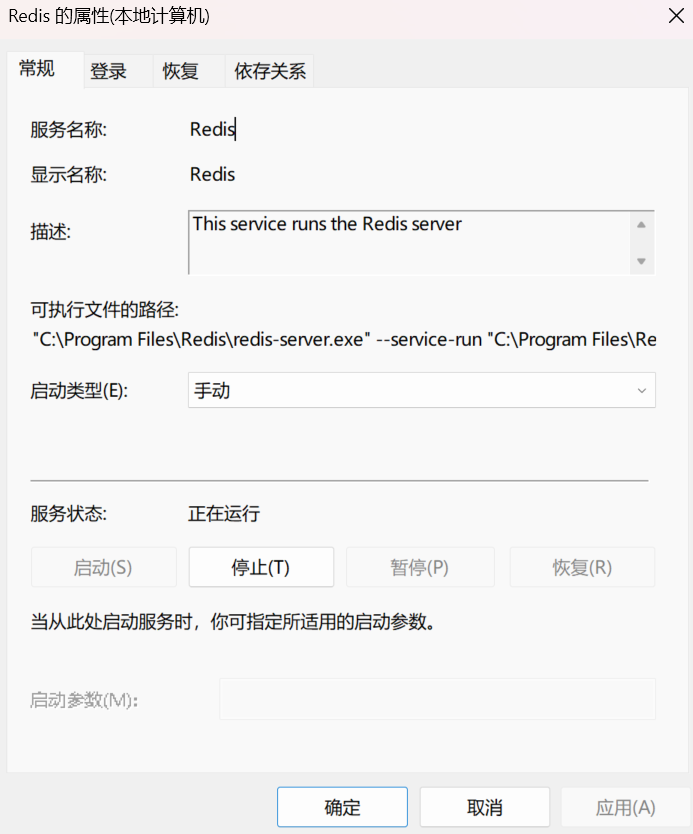 Redis 的属性(本地计算机)
常规 登录 恢复 依存关系
服务名称: Redis
显示名称: Redis
描述: This service runs the Redis server
可执行文件的路径:
"C:\Program Files\Redis\redis-server.exe" --service-run "C:\Program Files\Re
启动类型(E): 手动
服务状态: 正在运行
启动(S) 停止(T) 暂停(P) 恢复(R)
当从此处启动服务时，你可指定所适用的启动参数。
启动参数(M):
确定 取消 应用(A)